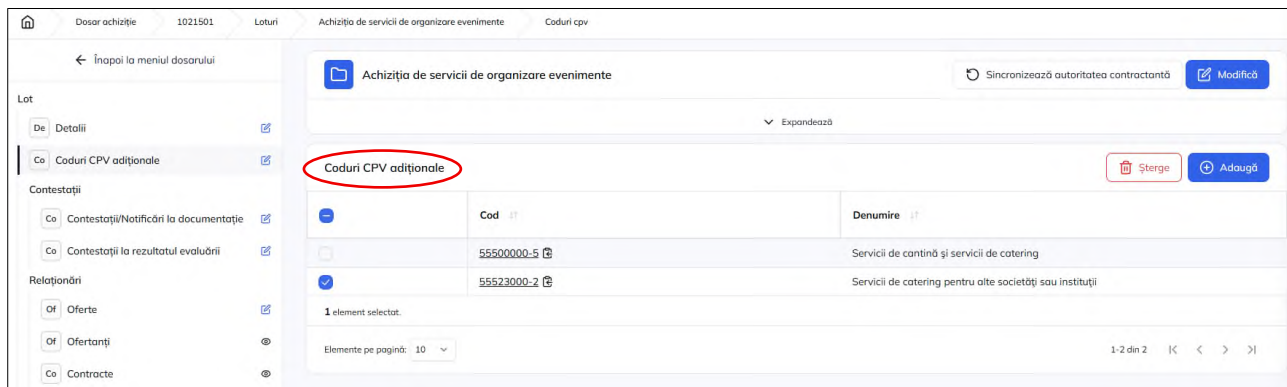 Dosar achiziție 1021501 Loturi Achiziția de servicii de organizare evenimente Coduri cpv
Înapoi la meniul dosarului
Lot
De Detalii
Co Coduri CPV adiționale
Contestații
Co Contestații/Notificări la documentație
Co Contestații la rezultatul evaluării
Relaționări
Of Oferte
Of Ofertanți
Co Contracte
Achiziția de servicii de organizare evenimente Sincronizează autoritatea contractantă Modifică
Expandează
Coduri CPV adiționale Șterge Adaugă
Cod Denumire
55500000-5 Servicii de cantină și servicii de catering
55523000-2 Servicii de catering pentru alte societăți sau instituții
1 element selectat.
Elemente pe pagină: 10 1-2 din 2